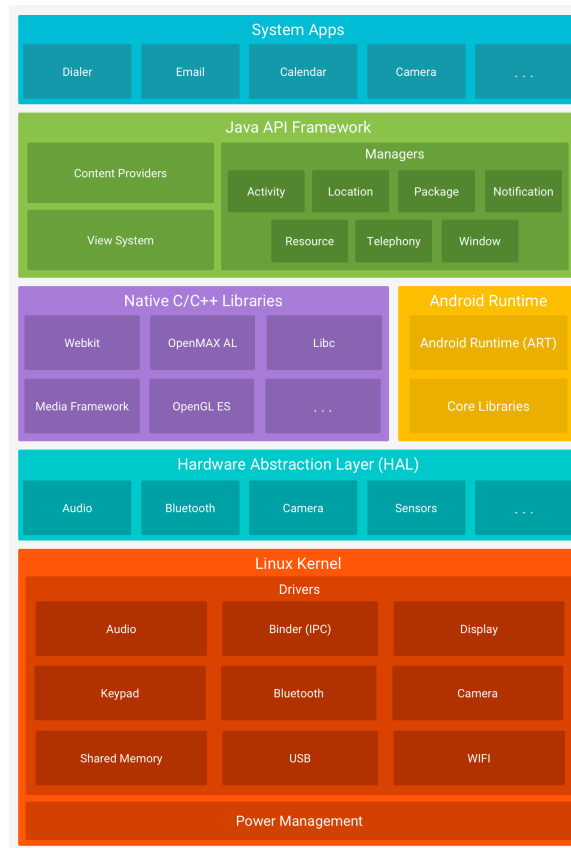 System Apps
Dialer
Email
Calendar
Camera
. . .
Java API Framework
Content Providers
View System
Managers
Activity
Location
Package
Notification
Resource
Telephony
Window
Native C/C++ Libraries
Webkit
OpenMAX AL
Libc
Media Framework
OpenGL ES
. . .
Android Runtime
Android Runtime (ART)
Core Libraries
Hardware Abstraction Layer (HAL)
Audio
Bluetooth
Camera
Sensors
. . .
Linux Kernel
Drivers
Audio
Binder (IPC)
Display
Keypad
Bluetooth
Camera
Shared Memory
USB
WIFI
Power Management